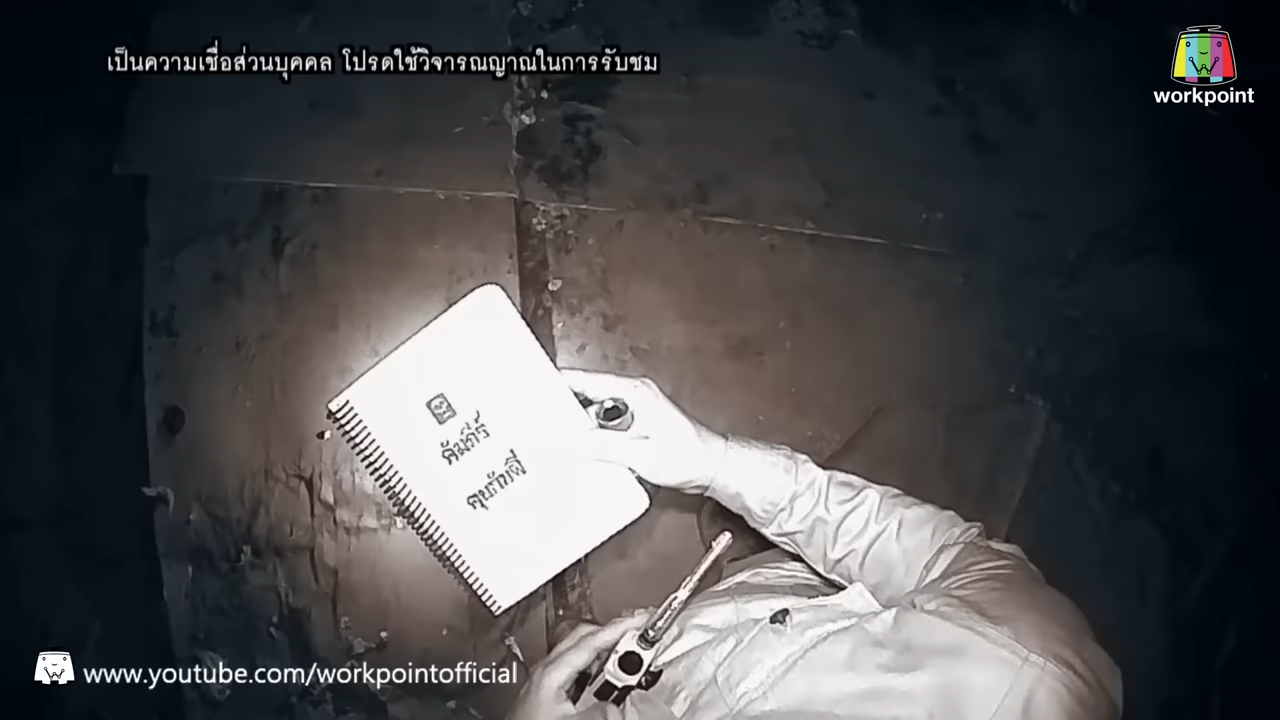 เป็นความเชื่อส่วนบุคคล โปรดใช้วิจารณญาณในการรับชม
workpoint
คัมภีร์
คุมกับผี
www.youtube.com/workpointofficial